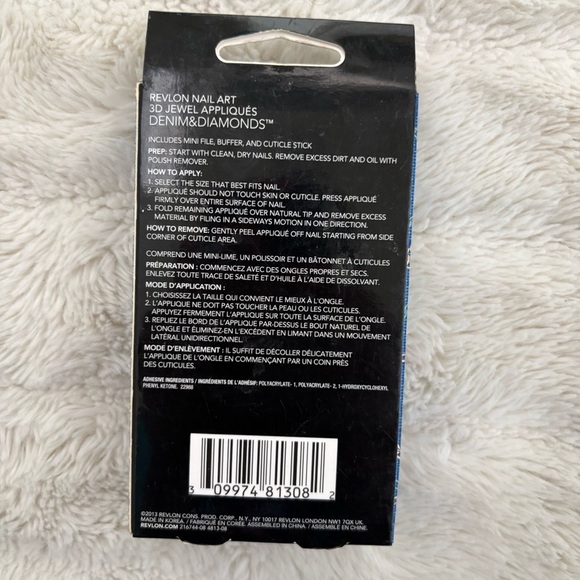 REVLON NAIL ART
3D JEWEL APPLIQUÉS
DENIM&DIAMONDS™
INCLUDES MINI FILE, BUFFER, AND CUTICLE STICK
PREP: START WITH CLEAN, DRY NAILS. REMOVE EXCESS DIRT AND OIL WITH
POLISH REMOVER.
HOW TO APPLY:
1. SELECT THE SIZE THAT BEST FITS NAIL.
2. APPLIQUÉ SHOULD NOT TOUCH SKIN OR CUTICLE. PRESS APPLIQUÉ
FIRMLY OVER ENTIRE SURFACE OF NAIL.
3. FOLD REMAINING APPLIQUÉ OVER NATURAL TIP AND REMOVE EXCESS
MATERIAL BY FILING IN A SIDEWAYS MOTION IN ONE DIRECTION.
HOW TO REMOVE: GENTLY PEEL APPLIQUÉ OFF NAIL STARTING FROM SIDE
CORNER OF CUTICLE AREA.
COMPREND UNE MINI-LIME, UN POLISSOIR ET UN BÂTONNET À CUTICULES
PRÉPARATION : COMMENCEZ AVEC DES ONGLES PROPRES ET SECS.
ENLEVEZ TOUTE TRACE DE SALETÉ ET D'HUILE À L'AIDE DE DISSOLVANT.
MODE D'APPLICATION :
1. CHOISISSEZ LA TAILLE QUI CONVIENT LE MIEUX À L'ONGLE.
2. L'APPLIQUE NE DOIT PAS TOUCHER LA PEAU OU LES CUTICULES.
APPUYEZ FERMEMENT L'APPLIQUE SUR TOUTE LA SURFACE DE L'ONGLE.
3. REPLIEZ LE BORD DE L'APPLIQUE PAR-DESSUS LE BOUT NATUREL DE
L'ONGLE ET ÉLIMINEZ-EN L'EXCÉDENT EN LIMANT DANS UN MOUVEMENT
LATÉRAL UNIDIRECTIONNEL.
MODE D'ENLÈVEMENT : IL SUFFIT DE DÉCOLLER DÉLICATEMENT
L'APPLIQUE DE L'ONGLE EN COMMENÇANT PAR UN COIN PRÈS
DES CUTICULES.
ADHESIVE INGREDIENTS / INGRÉDIENTS DE L'ADHÉSIF: POLYACRYLATE- 1, POLYACRYLATE- 2, 1-HYDROXYCYCLOHEXYL
PHENYL KETONE. 22988
3 09974 81308 2
©2013 REVLON CONS. PROD. CORP., N.Y., NY 10017 REVLON LONDON NW1 7QX UK.
MADE IN KOREA. / FABRIQUÉ EN CORÉE. ASSEMBLED IN CHINA. / ASSEMBLÉ EN CHINE.
REVLON.COM 216744-08 4813-08